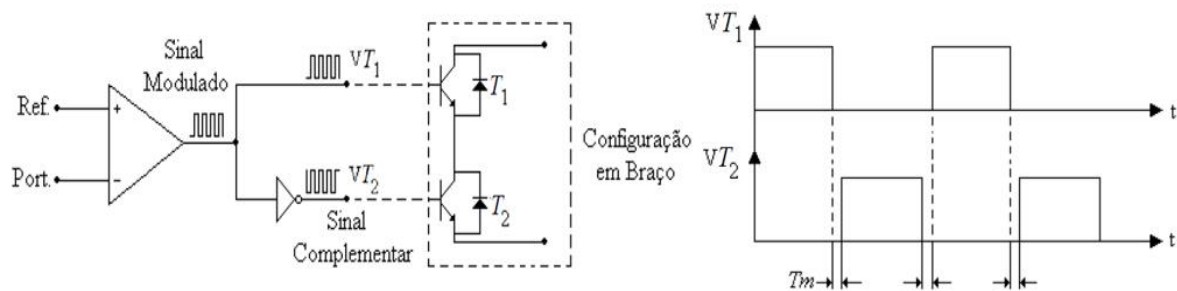 Sinal
Modulado
Ref.
Port.
+
−
VT₁
VT₂
Sinal
Complementar
T₁
T₂
Configuração
em Braço
VT₁
t
VT₂
t
Tm